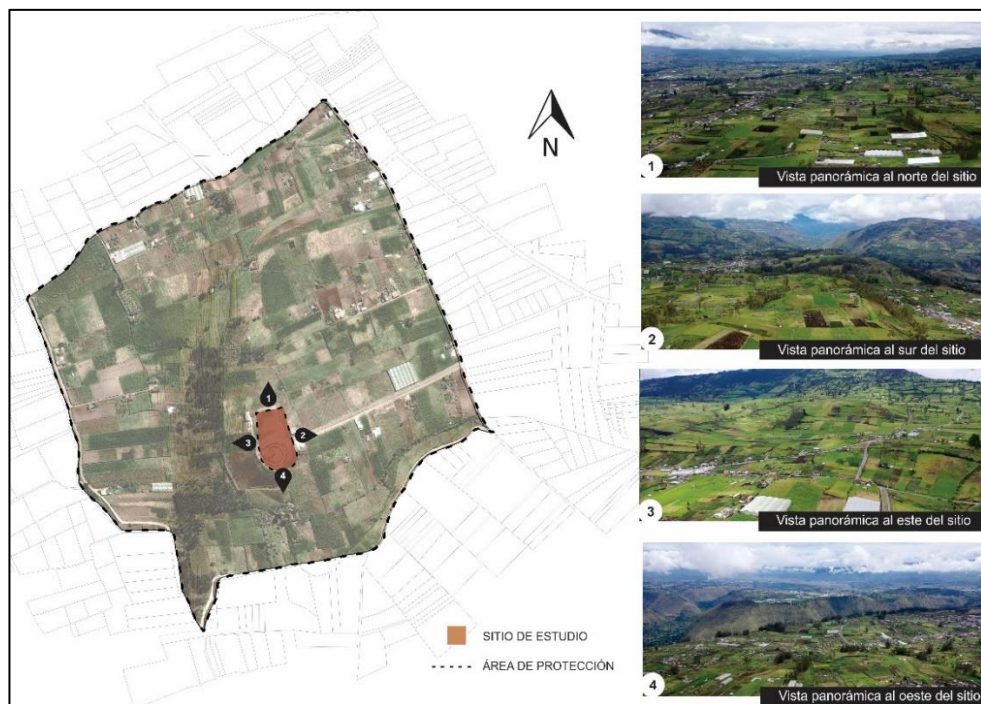 N
1
2
3
4
SITIO DE ESTUDIO
ÁREA DE PROTECCIÓN
1
Vista panorámica al norte del sitio
2
Vista panorámica al sur del sitio
3
Vista panorámica al este del sitio
4
Vista panorámica al oeste del sitio